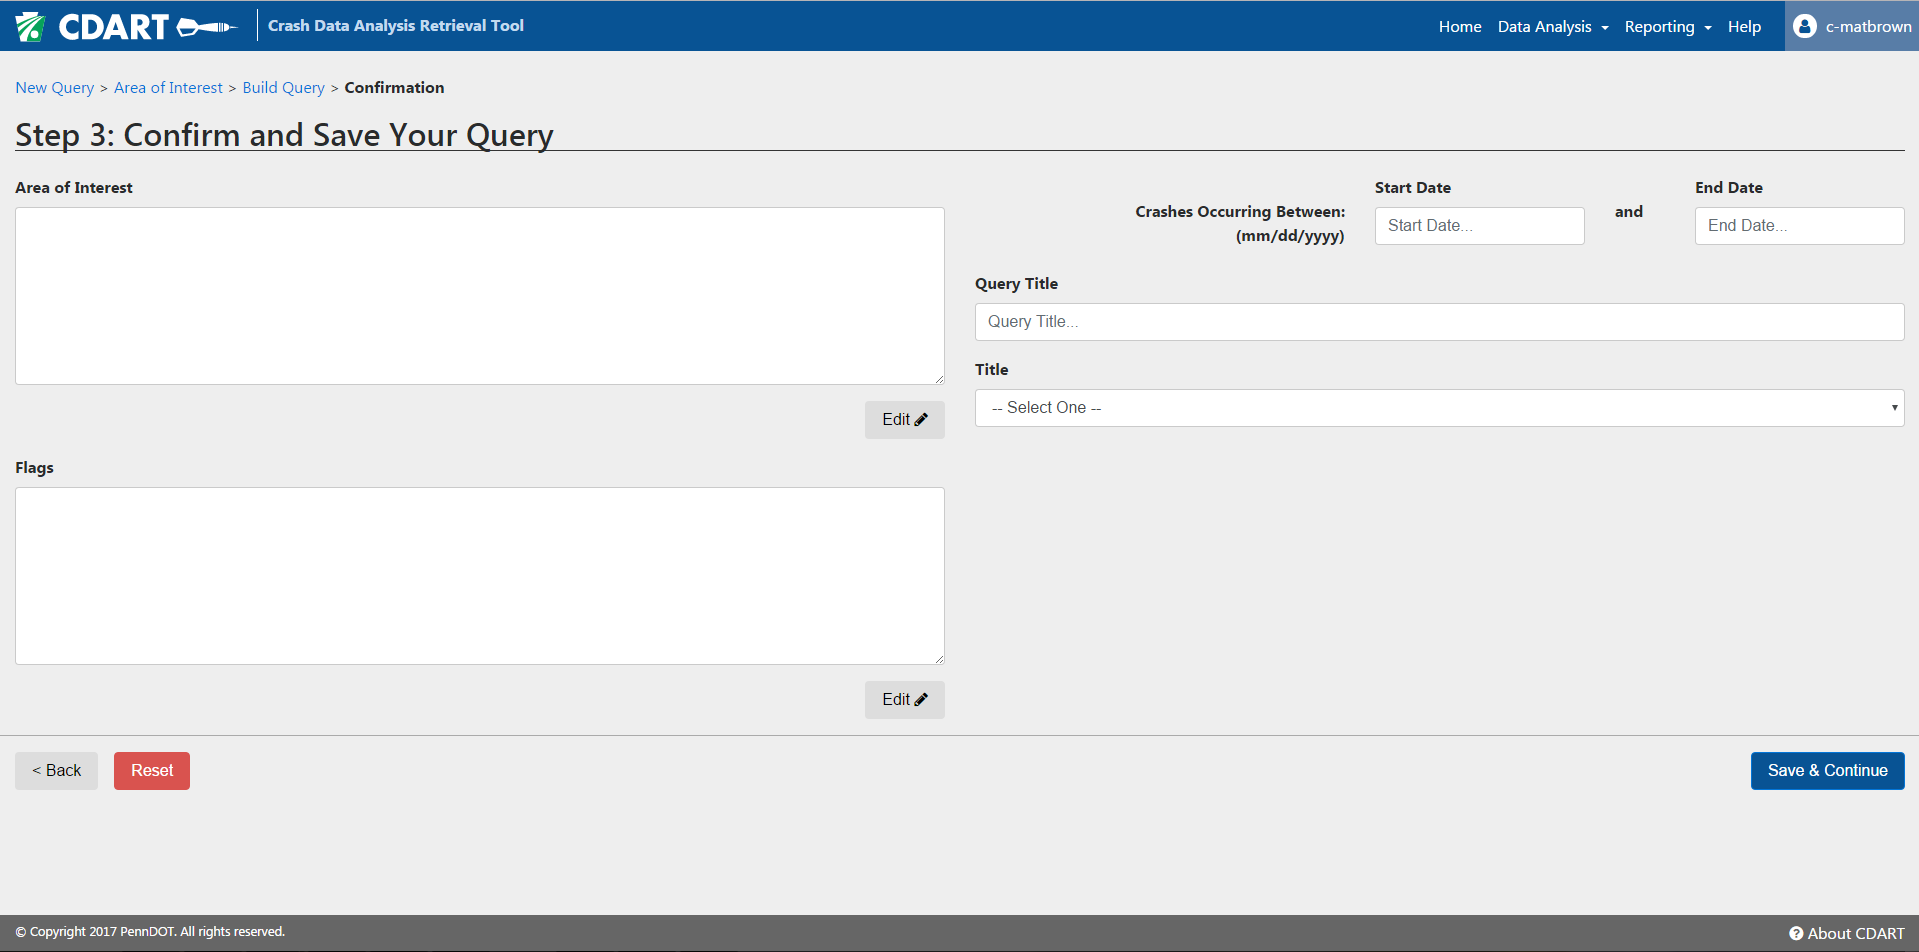 CDART
Crash Data Analysis Retrieval Tool
Home Data Analysis Reporting Help c-matbrown
New Query > Area of Interest > Build Query > Confirmation
Step 3: Confirm and Save Your Query
Area of Interest
Edit
Flags
Edit
Crashes Occurring Between:
(mm/dd/yyyy)
Start Date
Start Date...
and
End Date
End Date...
Query Title
Query Title...
Title
-- Select One --
< Back
Reset
Save & Continue
© Copyright 2017 PennDOT. All rights reserved.
? About CDART